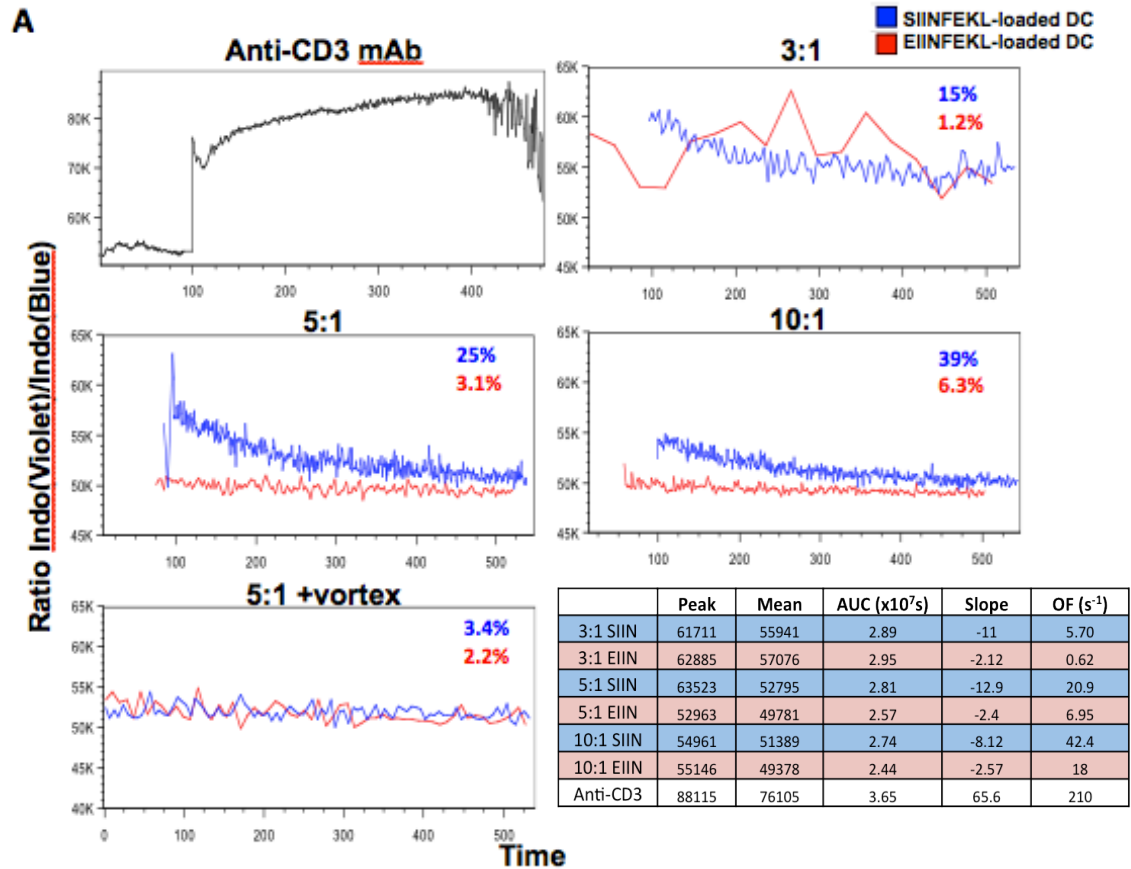 A
SIINFEKL-loaded DC
EIINFEKL-loaded DC
Anti-CD3 mAb
80K
70K
60K
100 200 300 400
3:1
15%
1.2%
65K
60K
55K
50K
45K
100 200 300 400 500
Ratio Indo(Violet)/Indo(Blue)
5:1
25%
3.1%
65K
60K
55K
50K
45K
100 200 300 400 500
10:1
39%
6.3%
65K
60K
55K
50K
45K
100 200 300 400 500
5:1 +vortex
3.4%
2.2%
65K
60K
55K
50K
45K
40K
0 100 200 300 400 500
Time
Peak Mean AUC (x10⁷s) Slope OF (s⁻¹)
3:1 SIIN 61711 55941 2.89 -11 5.70
3:1 EIIN 62885 57076 2.95 -2.12 0.62
5:1 SIIN 63523 52795 2.81 -12.9 20.9
5:1 EIIN 52963 49781 2.57 -2.4 6.95
10:1 SIIN 54961 51389 2.74 -8.12 42.4
10:1 EIIN 55146 49378 2.44 -2.57 18
Anti-CD3 88115 76105 3.65 65.6 210